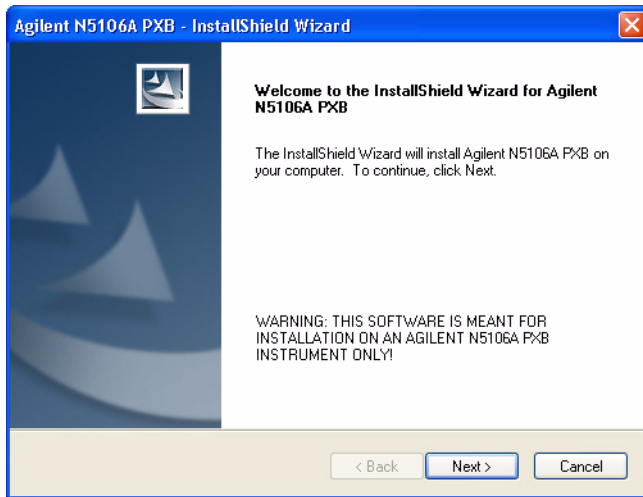 Agilent N5106A PXB - InstallShield Wizard
Welcome to the InstallShield Wizard for Agilent
N5106A PXB
The InstallShield Wizard will install Agilent N5106A PXB on
your computer. To continue, click Next.
WARNING: THIS SOFTWARE IS MEANT FOR
INSTALLATION ON AN AGILENT N5106A PXB
INSTRUMENT ONLY!
< Back Next > Cancel